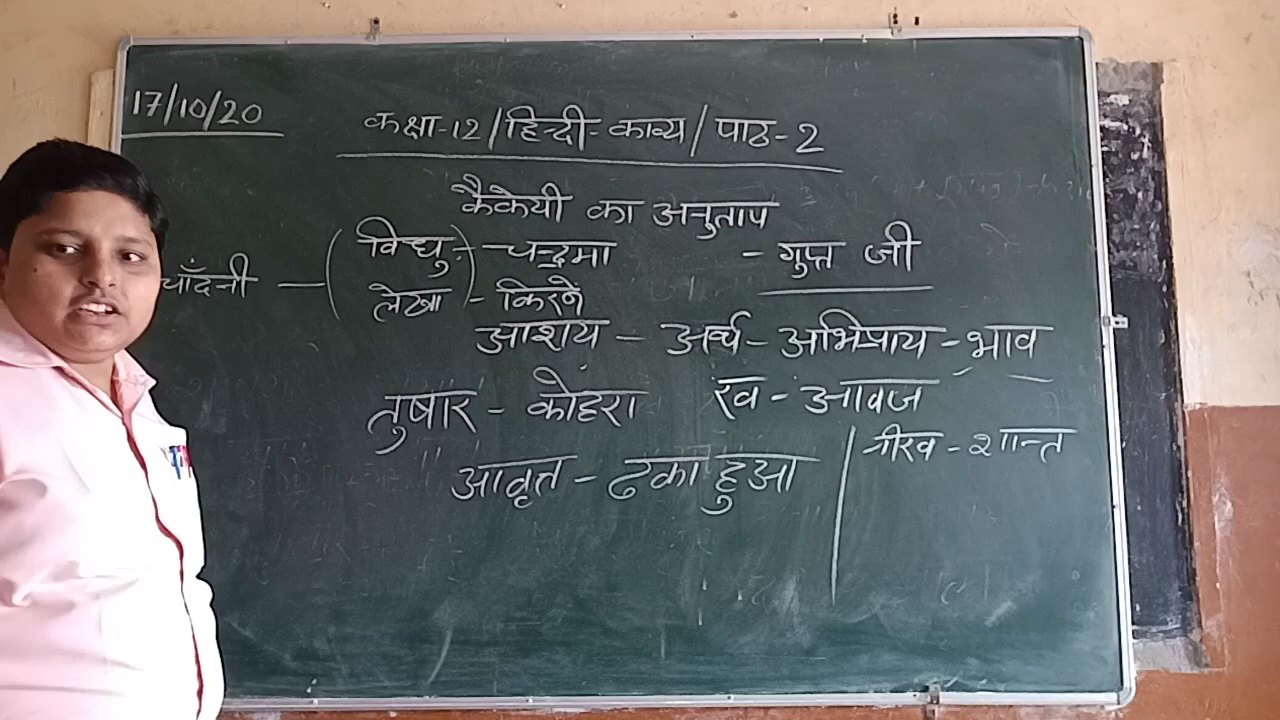 17/10/20
कक्षा-12/हिन्दी-काव्य/पाठ-2
कैकेयी का अनुताप
- गुप्त जी
चाँदनी — ( विधु - चन्द्रमा
लेखा ) - किरनें
आशय - अर्थ - अभिप्राय - भाव
तुषार - कोहरा रव - आवाज
आवृत्त - ढका हुआ
नीरव - शान्त